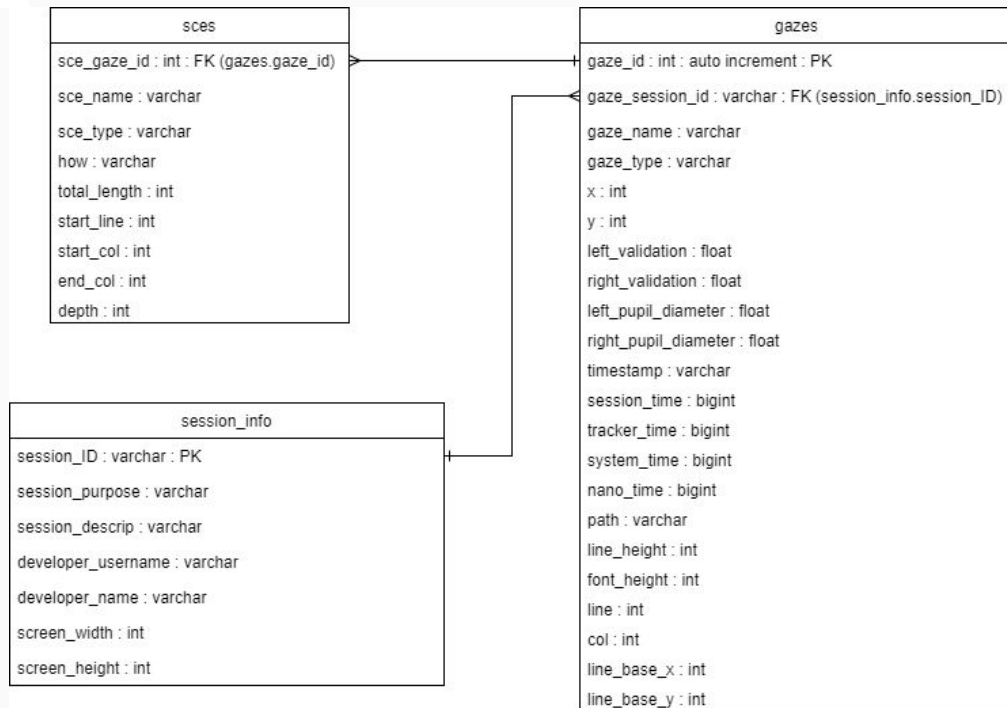 sces
sce_gaze_id : int : FK (gazes.gaze_id)
sce_name : varchar
sce_type : varchar
how : varchar
total_length : int
start_line : int
start_col : int
end_col : int
depth : int
session_info
session_ID : varchar : PK
session_purpose : varchar
session_descrip : varchar
developer_username : varchar
developer_name : varchar
screen_width : int
screen_height : int
gazes
gaze_id : int : auto increment : PK
gaze_session_id : varchar : FK (session_info.session_ID)
gaze_name : varchar
gaze_type : varchar
x : int
y : int
left_validation : float
right_validation : float
left_pupil_diameter : float
right_pupil_diameter : float
timestamp : varchar
session_time : bigint
tracker_time : bigint
system_time : bigint
nano_time : bigint
path : varchar
line_height : int
font_height : int
line : int
col : int
line_base_x : int
line_base_y : int